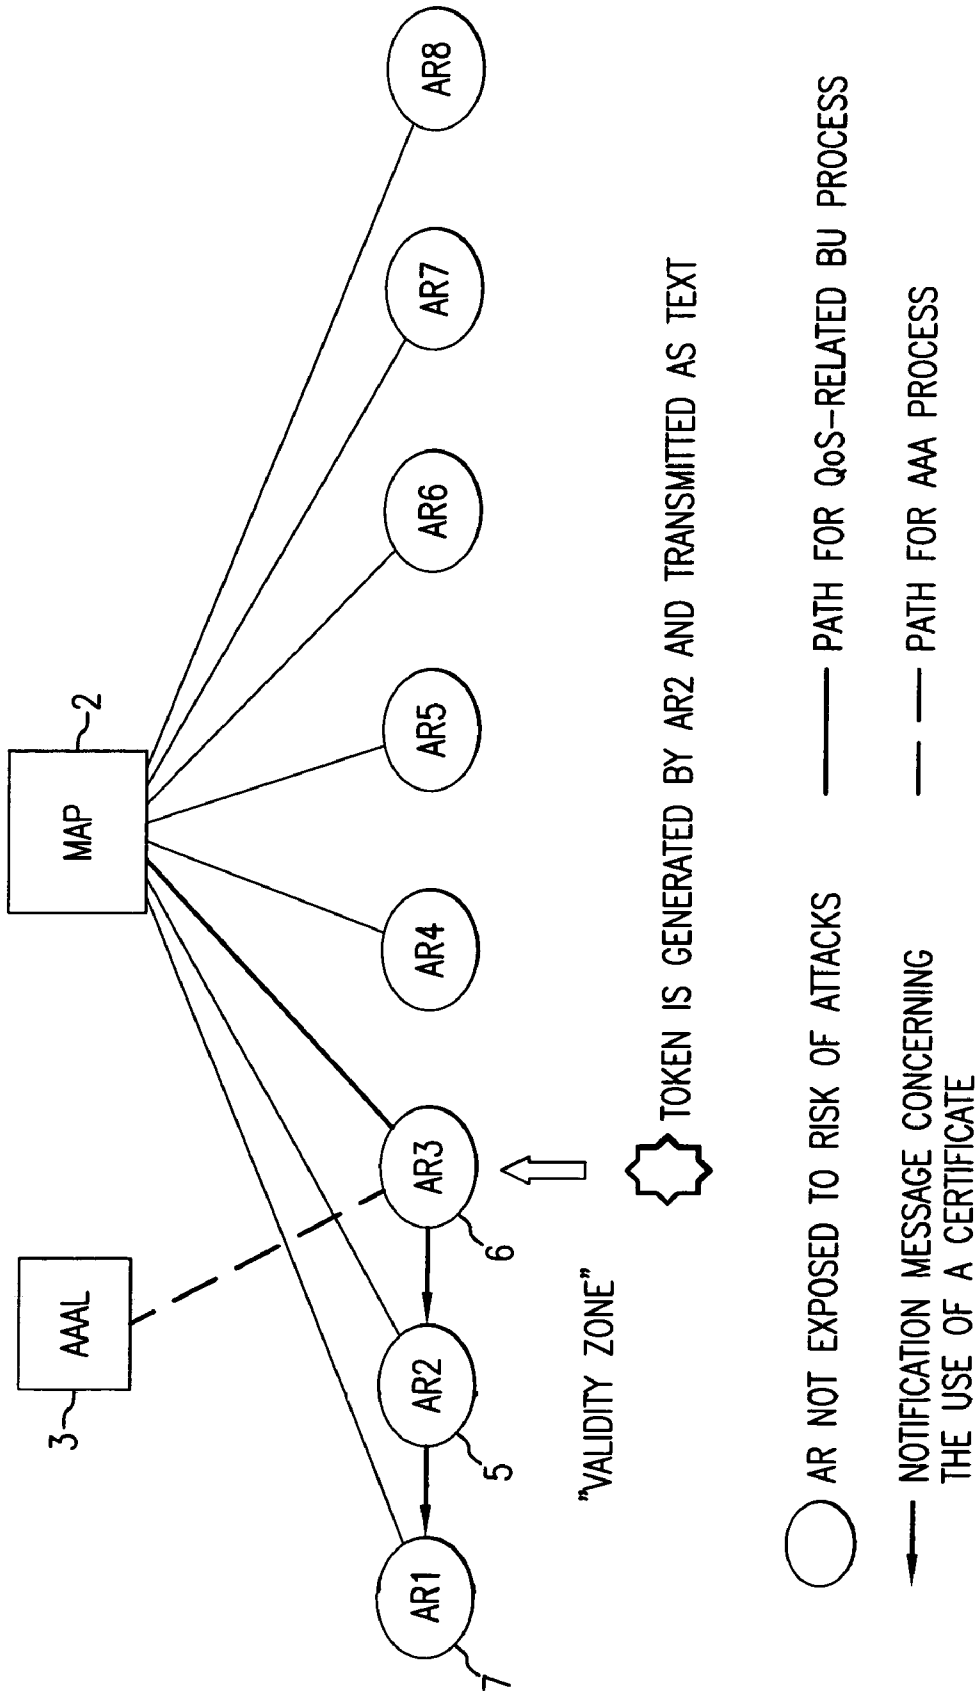 3
AAAL
MAP
2
AR1
AR2
AR3
AR4
AR5
AR6
AR7
AR8
7
5
6
"VALIDITY ZONE"
TOKEN IS GENERATED BY AR2 AND TRANSMITTED AS TEXT
AR NOT EXPOSED TO RISK OF ATTACKS
PATH FOR QoS-RELATED BU PROCESS
NOTIFICATION MESSAGE CONCERNING
THE USE OF A CERTIFICATE
PATH FOR AAA PROCESS